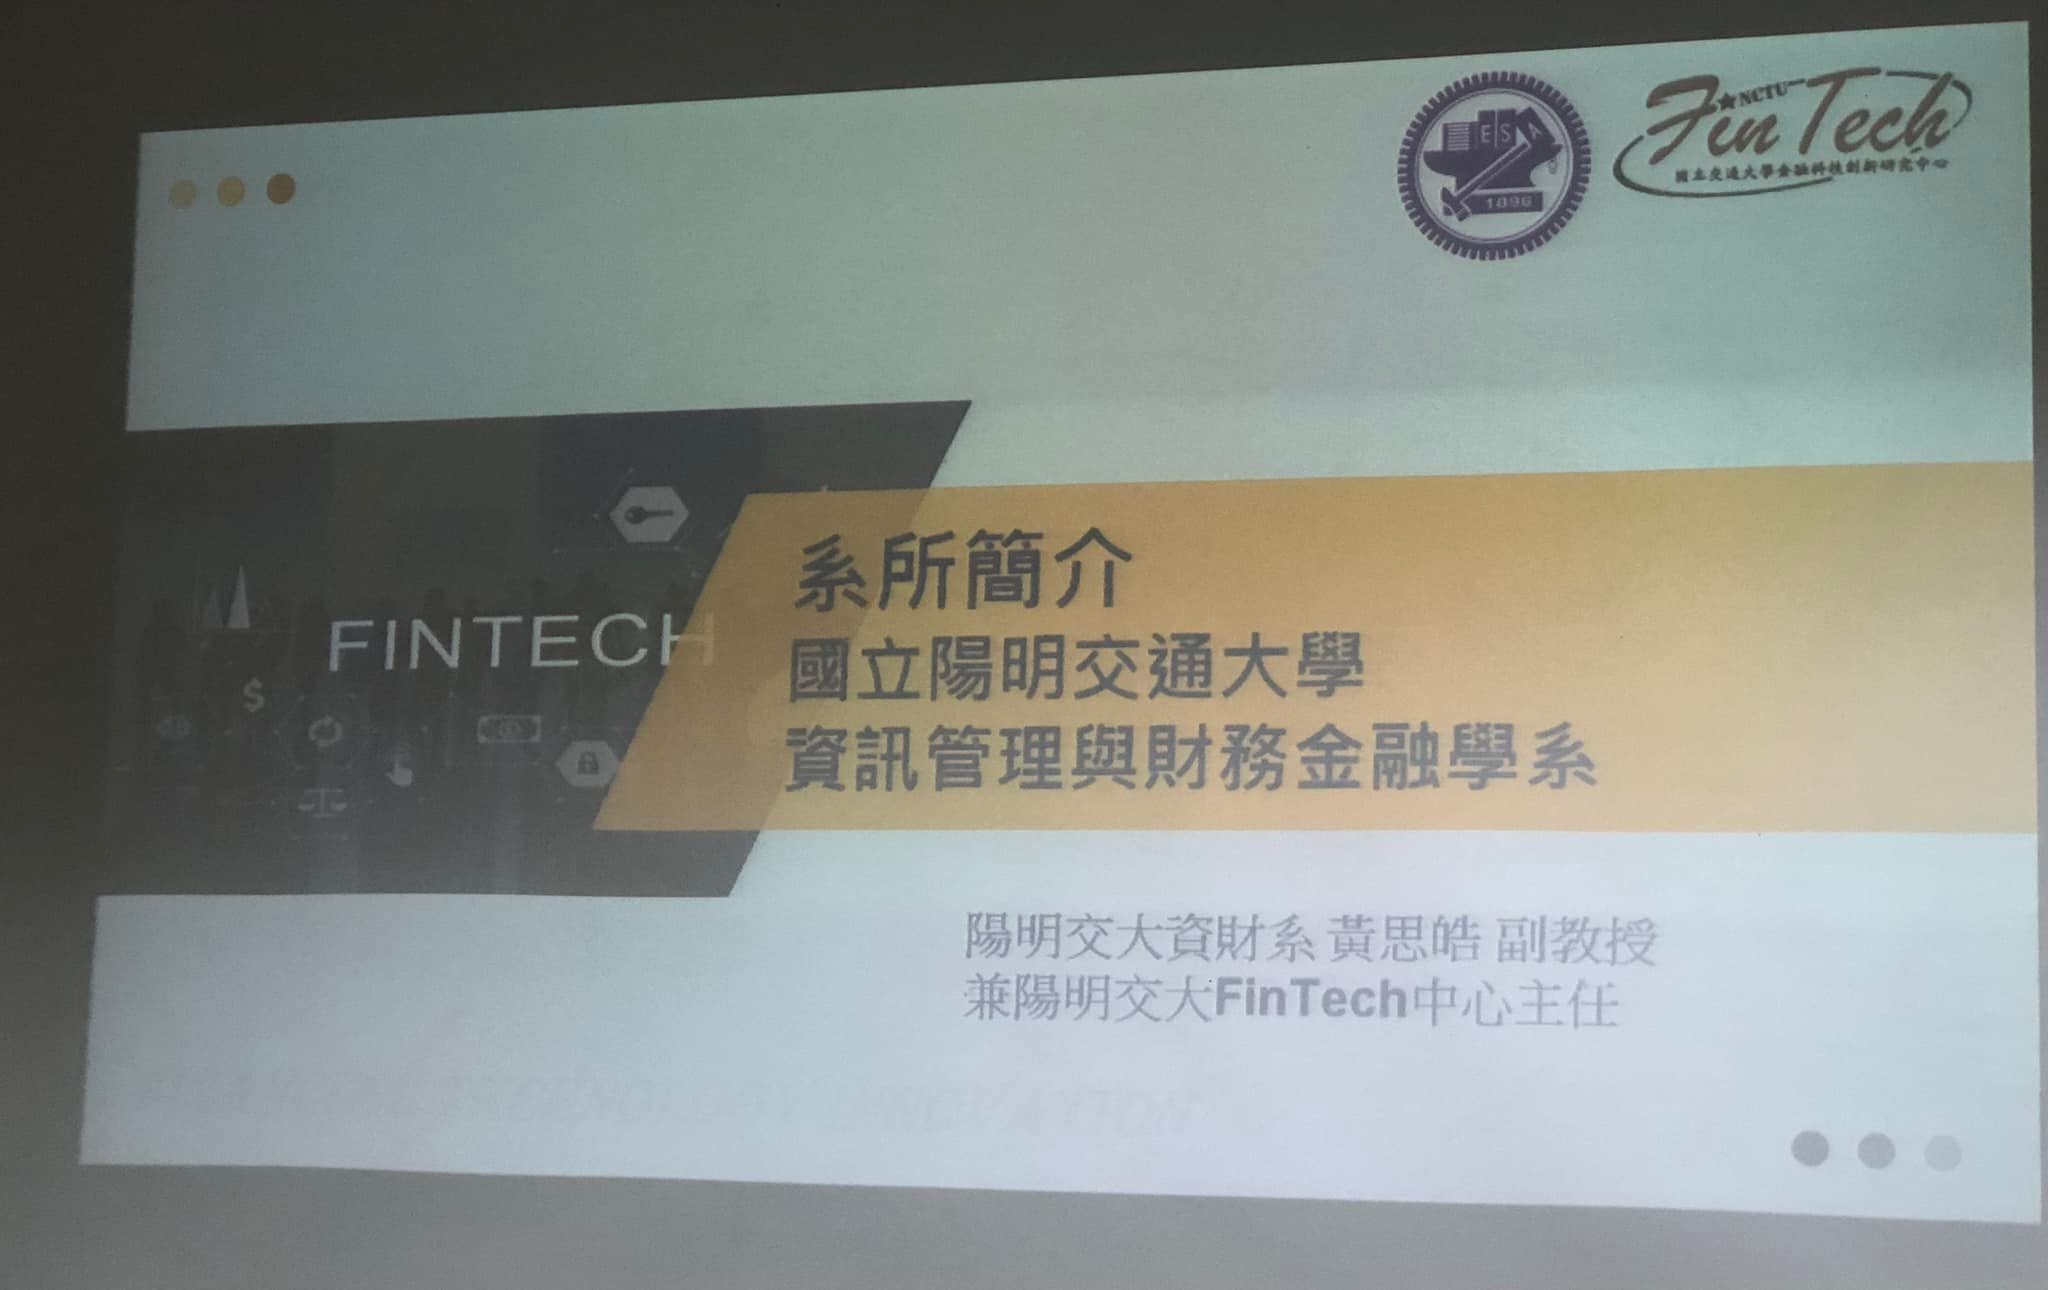 NCTU
FinTech
國立交通大學金融科技創新研究中心
E S A
1896
FINTECH
$
系所簡介
國立陽明交通大學
資訊管理與財務金融學系
陽明交大資財系 黃思皓 副教授
兼陽明交大FinTech中心主任